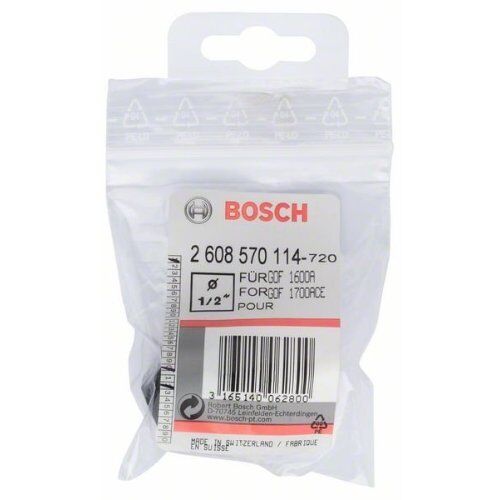 BOSCH
2 608 570 114-720
Ø
1/2"
FÜR GOF 1600A
FOR GOF 1700ACE
POUR
3 165140 062800
Robert Bosch GmbH
D-70745 Leinfelden-Echterdingen
www.bosch-pt.com
MADE IN SWITZERLAND / FABRIQUE
EN SUISSE